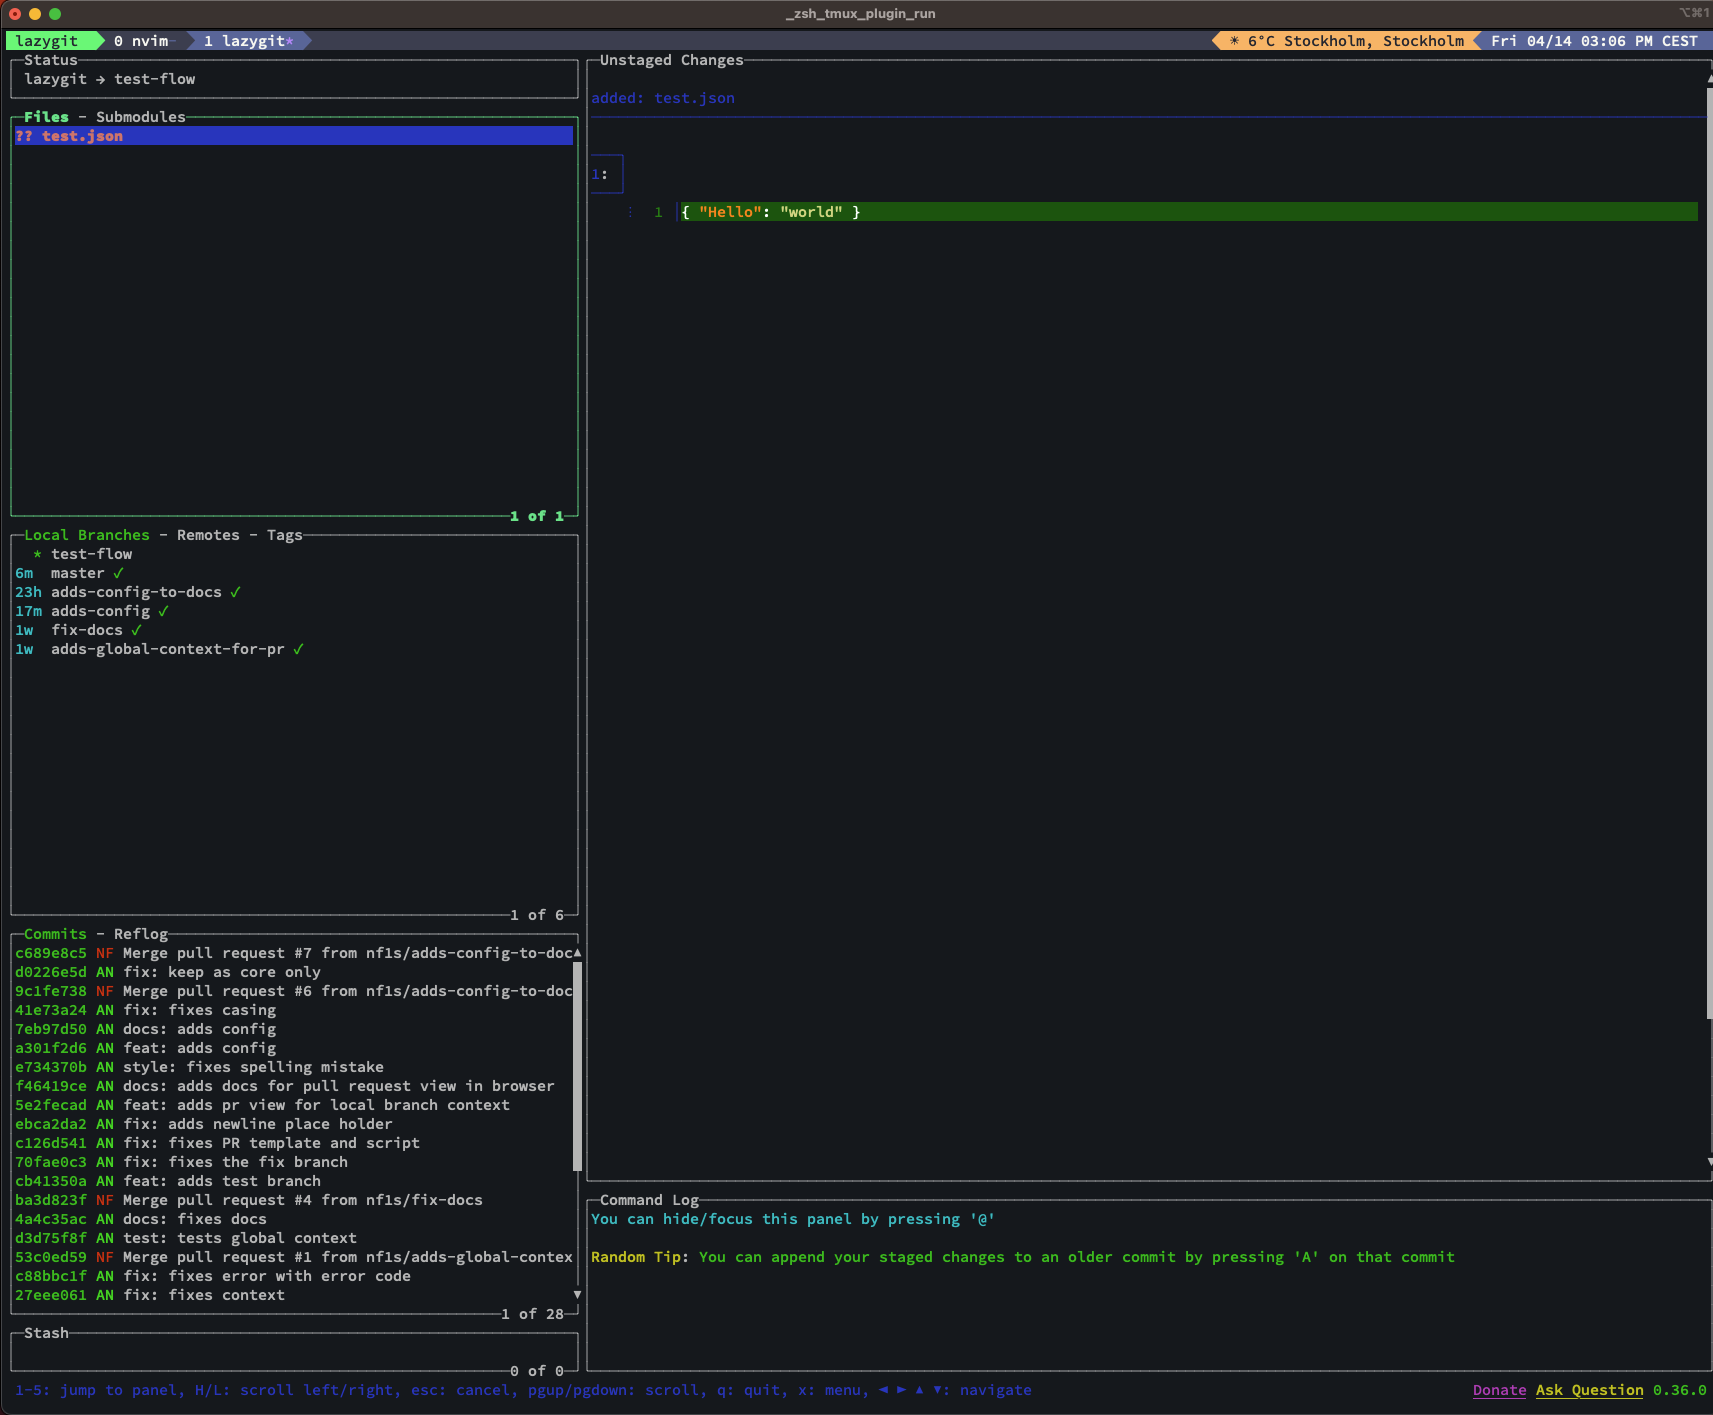 _zsh_tmux_plugin_run
⌥⌘1
lazygit 0 nvim- 1 lazygit* ☀ 6°C Stockholm, Stockholm Fri 04/14 03:06 PM CEST
Status
lazygit → test-flow
Files - Submodules
?? test.json
1 of 1
Local Branches - Remotes - Tags
* test-flow
6m master ✓
23h adds-config-to-docs ✓
17m adds-config ✓
1w fix-docs ✓
1w adds-global-context-for-pr ✓
1 of 6
Commits - Reflog
c689e8c5 NF Merge pull request #7 from nf1s/adds-config-to-doc
d0226e5d AN fix: keep as core only
9c1fe738 NF Merge pull request #6 from nf1s/adds-config-to-doc
41e73a24 AN fix: fixes casing
7eb97d50 AN docs: adds config
a301f2d6 AN feat: adds config
e734370b AN style: fixes spelling mistake
f46419ce AN docs: adds docs for pull request view in browser
5e2fecad AN feat: adds pr view for local branch context
ebca2da2 AN fix: adds newline place holder
c126d541 AN fix: fixes PR template and script
70fae0c3 AN fix: fixes the fix branch
cb41350a AN feat: adds test branch
ba3d823f NF Merge pull request #4 from nf1s/fix-docs
4a4c35ac AN docs: fixes docs
d3d75f8f AN test: tests global context
53c0ed59 NF Merge pull request #1 from nf1s/adds-global-contex
c88bbc1f AN fix: fixes error with error code
27eee061 AN fix: fixes context
1 of 28
Stash
0 of 0
Unstaged Changes
added: test.json
1:
⋮ 1 │{ "Hello": "world" }
Command Log
You can hide/focus this panel by pressing '@'
Random Tip: You can append your staged changes to an older commit by pressing 'A' on that commit
1-5: jump to panel, H/L: scroll left/right, esc: cancel, pgup/pgdown: scroll, q: quit, x: menu, ◄ ► ▲ ▼: navigate
Donate Ask Question 0.36.0